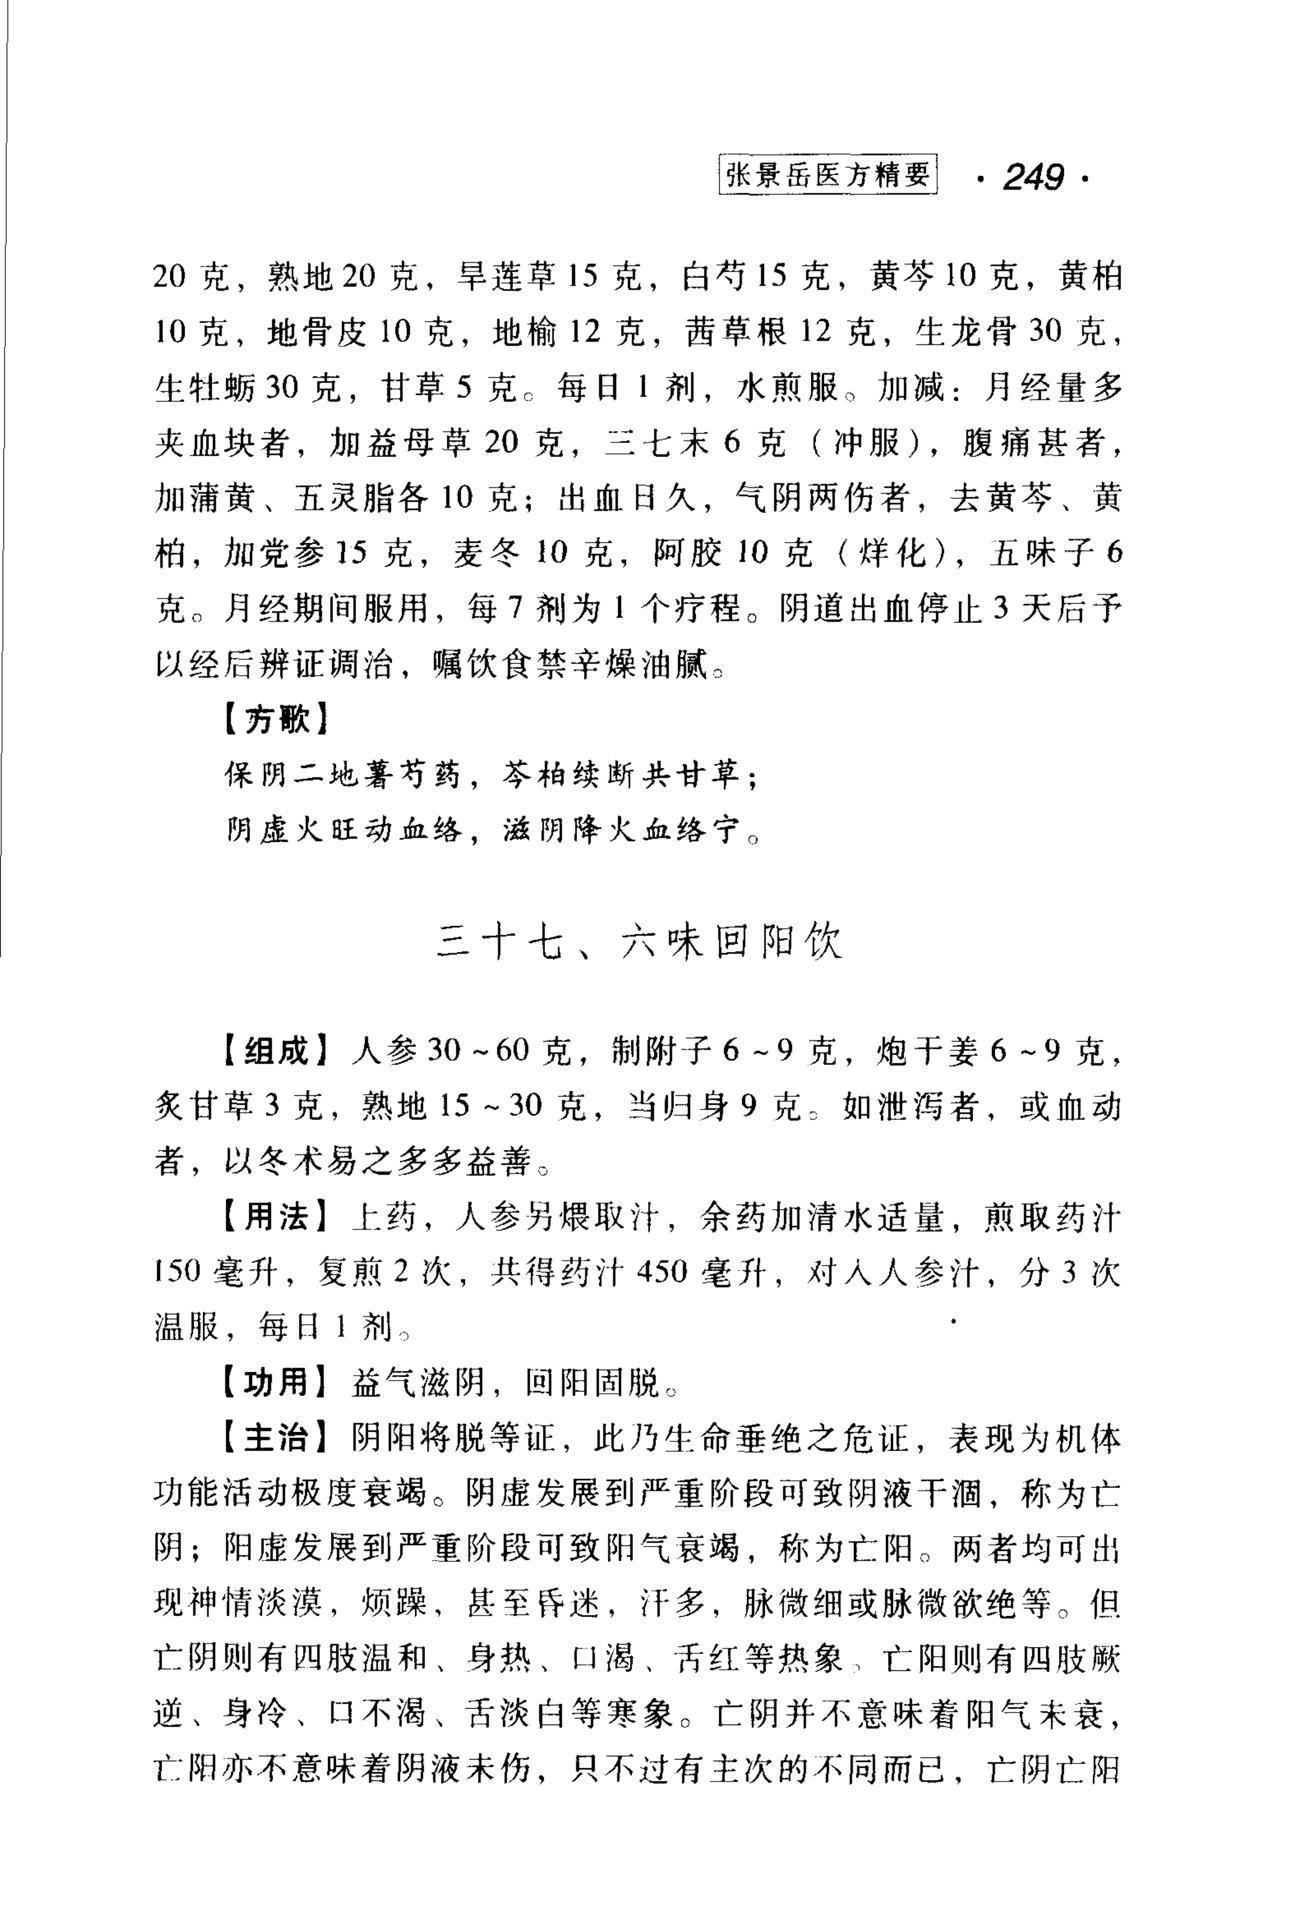 张景岳医方精要 · 249 ·
20 克，熟地 20 克，旱莲草 15 克，白芍 15 克，黄芩 10 克，黄柏
10 克，地骨皮 10 克，地榆 12 克，茜草根 12 克，生龙骨 30 克，
生牡蛎 30 克，甘草 5 克。每日 1 剂，水煎服。加减：月经量多
夹血块者，加益母草 20 克，三七末 6 克（冲服），腹痛甚者，
加蒲黄、五灵脂各 10 克；出血日久，气阴两伤者，去黄芩、黄
柏，加党参 15 克，麦冬 10 克，阿胶 10 克（烊化），五味子 6
克。月经期间服用，每 7 剂为 1 个疗程。阴道出血停止 3 天后予
以经后辨证调治，嘱饮食禁辛燥油腻。
【方歌】
保阴二地薯芍药，芩柏续断共甘草；
阴虚火旺动血络，滋阴降火血络宁。
三十七、六味回阳饮
【组成】人参 30～60 克，制附子 6～9 克，炮干姜 6～9 克，
炙甘草 3 克，熟地 15～30 克，当归身 9 克。如泄泻者，或血动
者，以冬术易之多多益善。
【用法】上药，人参另煨取汁，余药加清水适量，煎取药汁
150 毫升，复煎 2 次，共得药汁 450 毫升，对入人参汁，分 3 次
温服，每日 1 剂。
【功用】益气滋阴，回阳固脱。
【主治】阴阳将脱等证，此乃生命垂绝之危证，表现为机体
功能活动极度衰竭。阴虚发展到严重阶段可致阴液干涸，称为亡
阴；阳虚发展到严重阶段可致阳气衰竭，称为亡阳。两者均可出
现神情淡漠，烦躁，甚至昏迷，汗多，脉微细或脉微欲绝等。但
亡阴则有四肢温和、身热、口渴、舌红等热象、亡阳则有四肢厥
逆、身冷、口不渴、舌淡白等寒象。亡阴并不意味着阳气未衰，
亡阳亦不意味着阴液未伤，只不过有主次的不同而已，亡阴亡阳